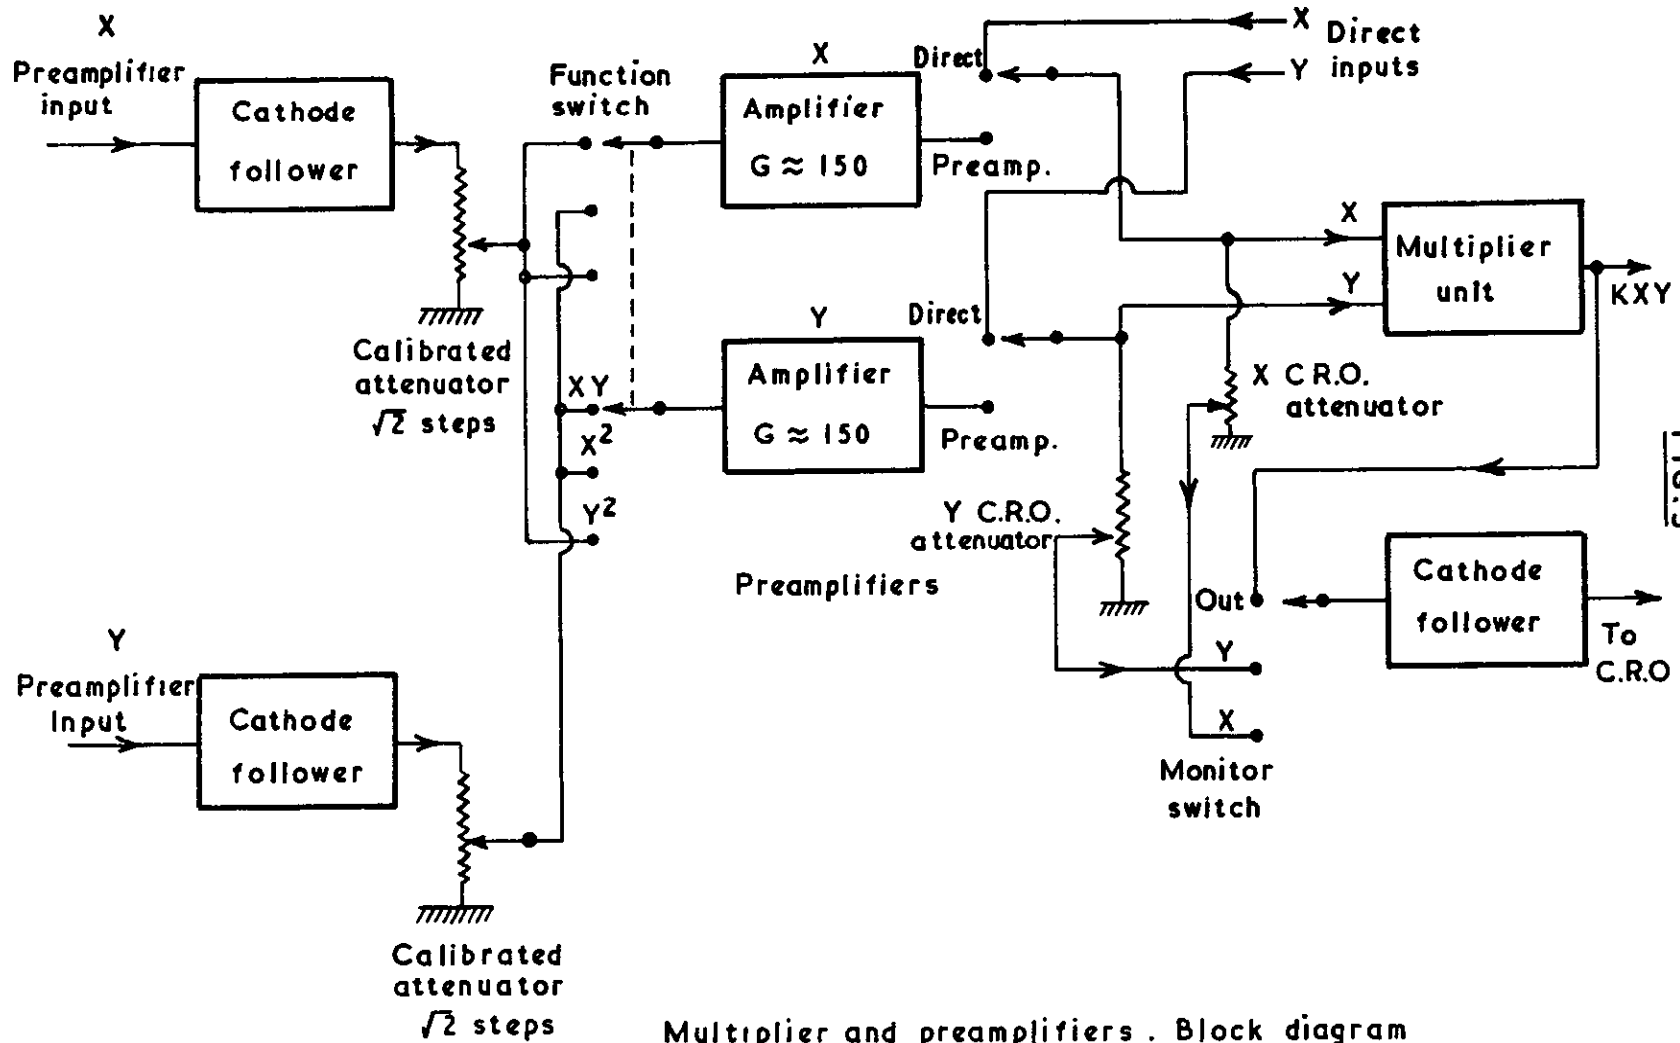 X
Preamplifier
input
Cathode
follower
Calibrated
attenuator
√2 steps
Function
switch
X
Amplifier
G ≈ 150
Direct
Preamp.
X
Y
Direct
inputs
X
Y
Multiplier
unit
KXY
XY
X²
Y²
Y
Amplifier
G ≈ 150
Direct
Preamp.
X C R.O.
attenuator
Y C.R.O.
attenuator
Preamplifiers
Out
Y
X
Monitor
switch
Cathode
follower
To
C.R.O
Y
Preamplifier
Input
Cathode
follower
Calibrated
attenuator
√2 steps
Multiplier and preamplifiers. Block diagram